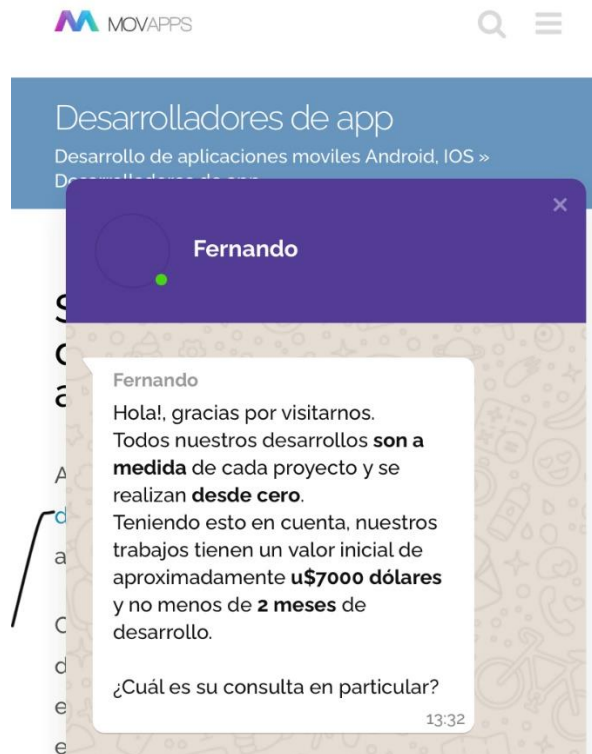 MOVAPPS
Desarrolladores de app
Desarrollo de aplicaciones moviles Android, IOS »
Fernando
Fernando
Hola!, gracias por visitarnos.
Todos nuestros desarrollos son a
medida de cada proyecto y se
realizan desde cero.
Teniendo esto en cuenta, nuestros
trabajos tienen un valor inicial de
aproximadamente u$7000 dólares
y no menos de 2 meses de
desarrollo.
¿Cuál es su consulta en particular?
13:32